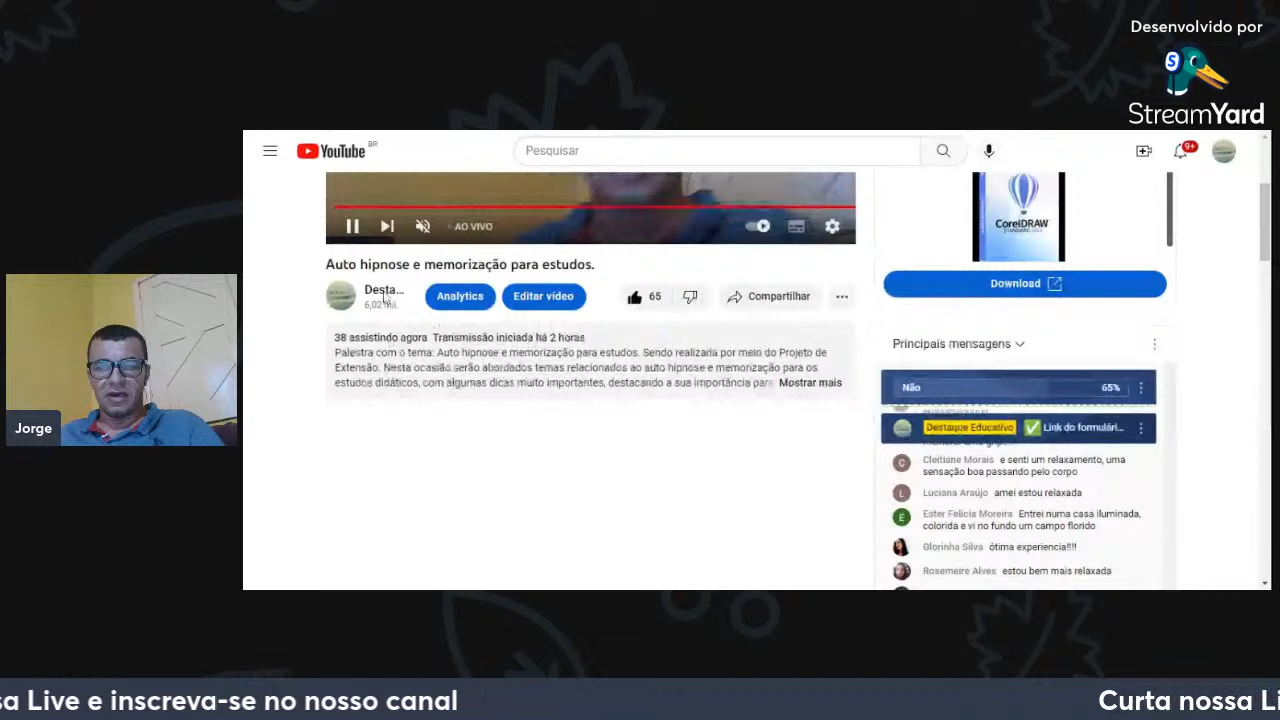 Desenvolvido por
StreamYard
YouTube BR
Pesquisar
9+
CorelDRAW
AO VIVO
Download
Auto hipnose e memorização para estudos.
Desta...
Analytics
Editar vídeo
65
Compartilhar
38 assistindo agora Transmissão iniciada há 2 horas
Palestra com o tema: Auto hipnose e memorização para estudos. Sendo realizada por meio do Projeto de
Extensão. Nesta ocasião serão abordados temas relacionados ao auto hipnose e memorização para os
estudos didáticos, com algumas dicas muito importantes, destacando a sua importância para Mostrar mais
Principais mensagens
Não 65%
Destaque Educativo ✅ Link do formulári...
Cleitiane Morais e senti um relaxamento, uma
sensação boa passando pelo corpo
L Luciana Araújo amei estou relaxada
E Ester Felícia Moreira Entrei numa casa iluminada,
colorida e vi no fundo um campo florido
Glorinha Silva ótima experiencia!!!!
Rosemeire Alves estou bem mais relaxada
Jorge
sa Live e inscreva-se no nosso canal
Curta nossa Li